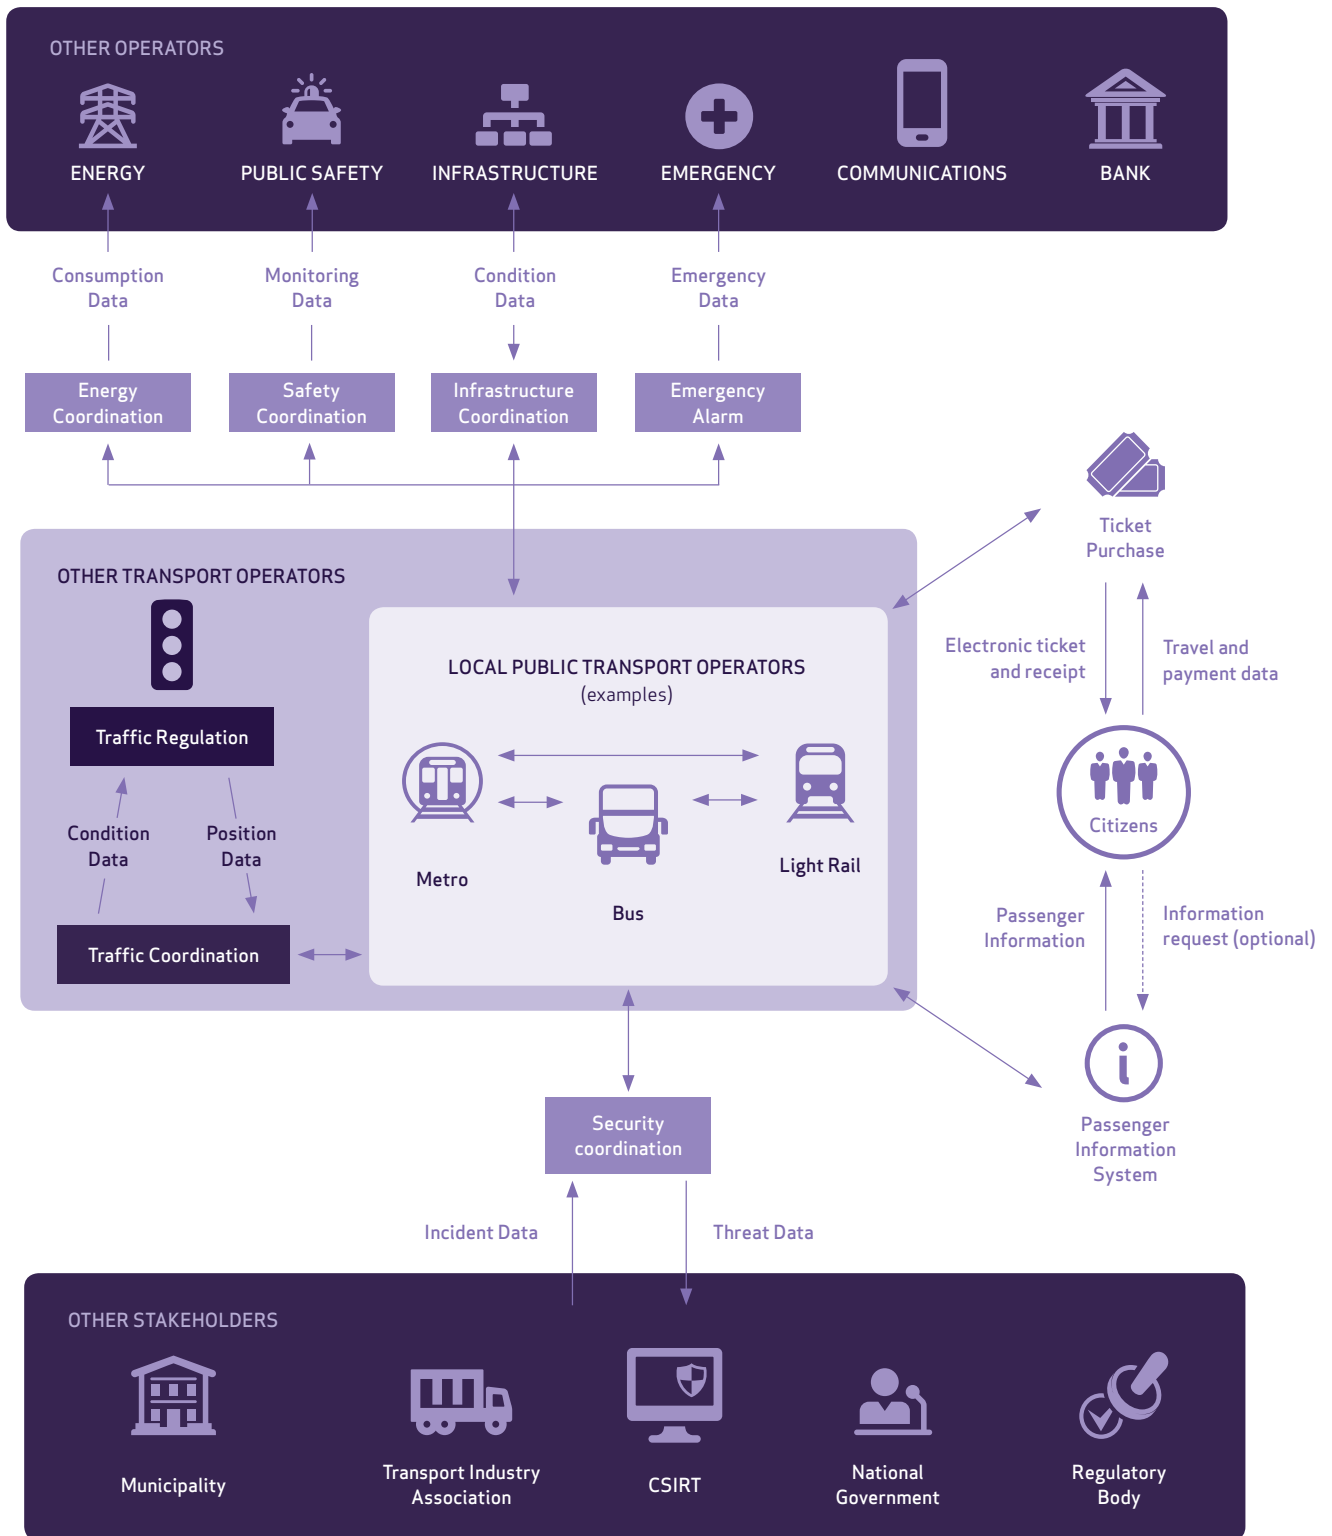 OTHER OPERATORS
ENERGY
PUBLIC SAFETY
INFRASTRUCTURE
EMERGENCY
COMMUNICATIONS
BANK
Consumption
Data
Monitoring
Data
Condition
Data
Emergency
Data
Energy
Coordination
Safety
Coordination
Infrastructure
Coordination
Emergency
Alarm
Ticket
Purchase
OTHER TRANSPORT OPERATORS
LOCAL PUBLIC TRANSPORT OPERATORS
(examples)
Electronic ticket
and receipt
Travel and
payment data
Traffic Regulation
Condition
Data
Position
Data
Traffic Coordination
Metro
Bus
Light Rail
Citizens
Passenger
Information
Information
request (optional)
i
Passenger
Information
System
Security
coordination
Incident Data
Threat Data
OTHER STAKEHOLDERS
Municipality
Transport Industry
Association
CSIRT
National
Government
Regulatory
Body